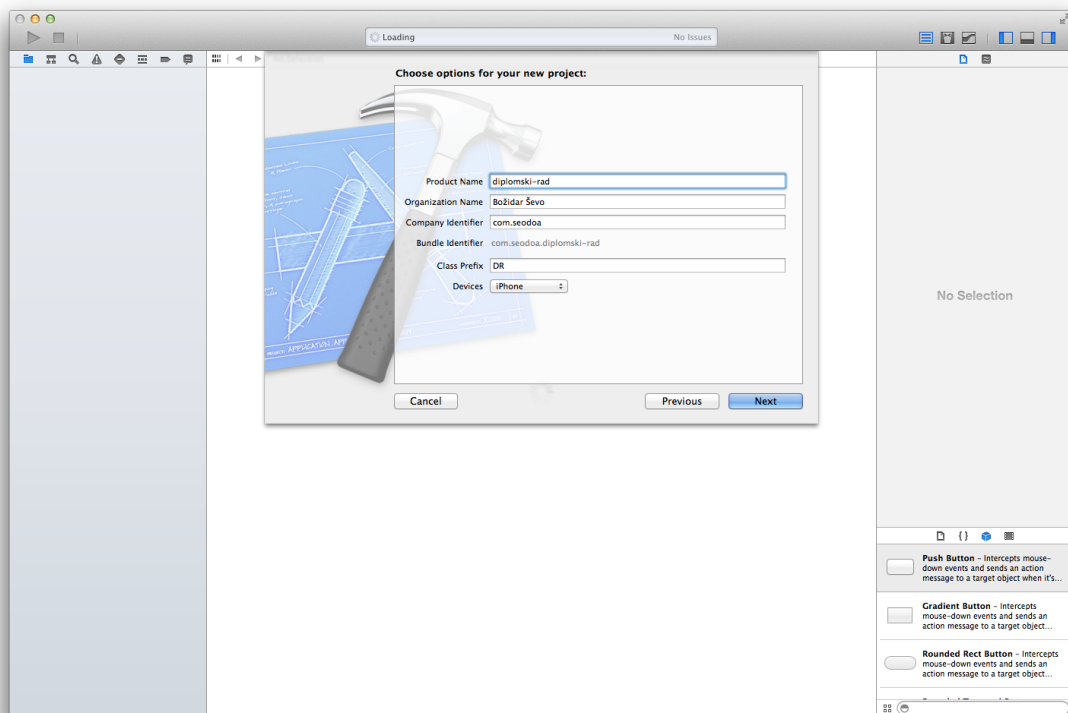 Loading
No Issues
Choose options for your new project:
Product Name diplomski-rad
Organization Name Božidar Ševo
Company Identifier com.seodoa
Bundle Identifier com.seodoa.diplomski-rad
Class Prefix DR
Devices iPhone
Cancel
Previous
Next
No Selection
Push Button – Intercepts mouse-
down events and sends an action
message to a target object when it's...
Gradient Button – Intercepts
mouse-down events and sends an
action message to a target object...
Rounded Rect Button – Intercepts
mouse-down events and sends an
action message to a target object...